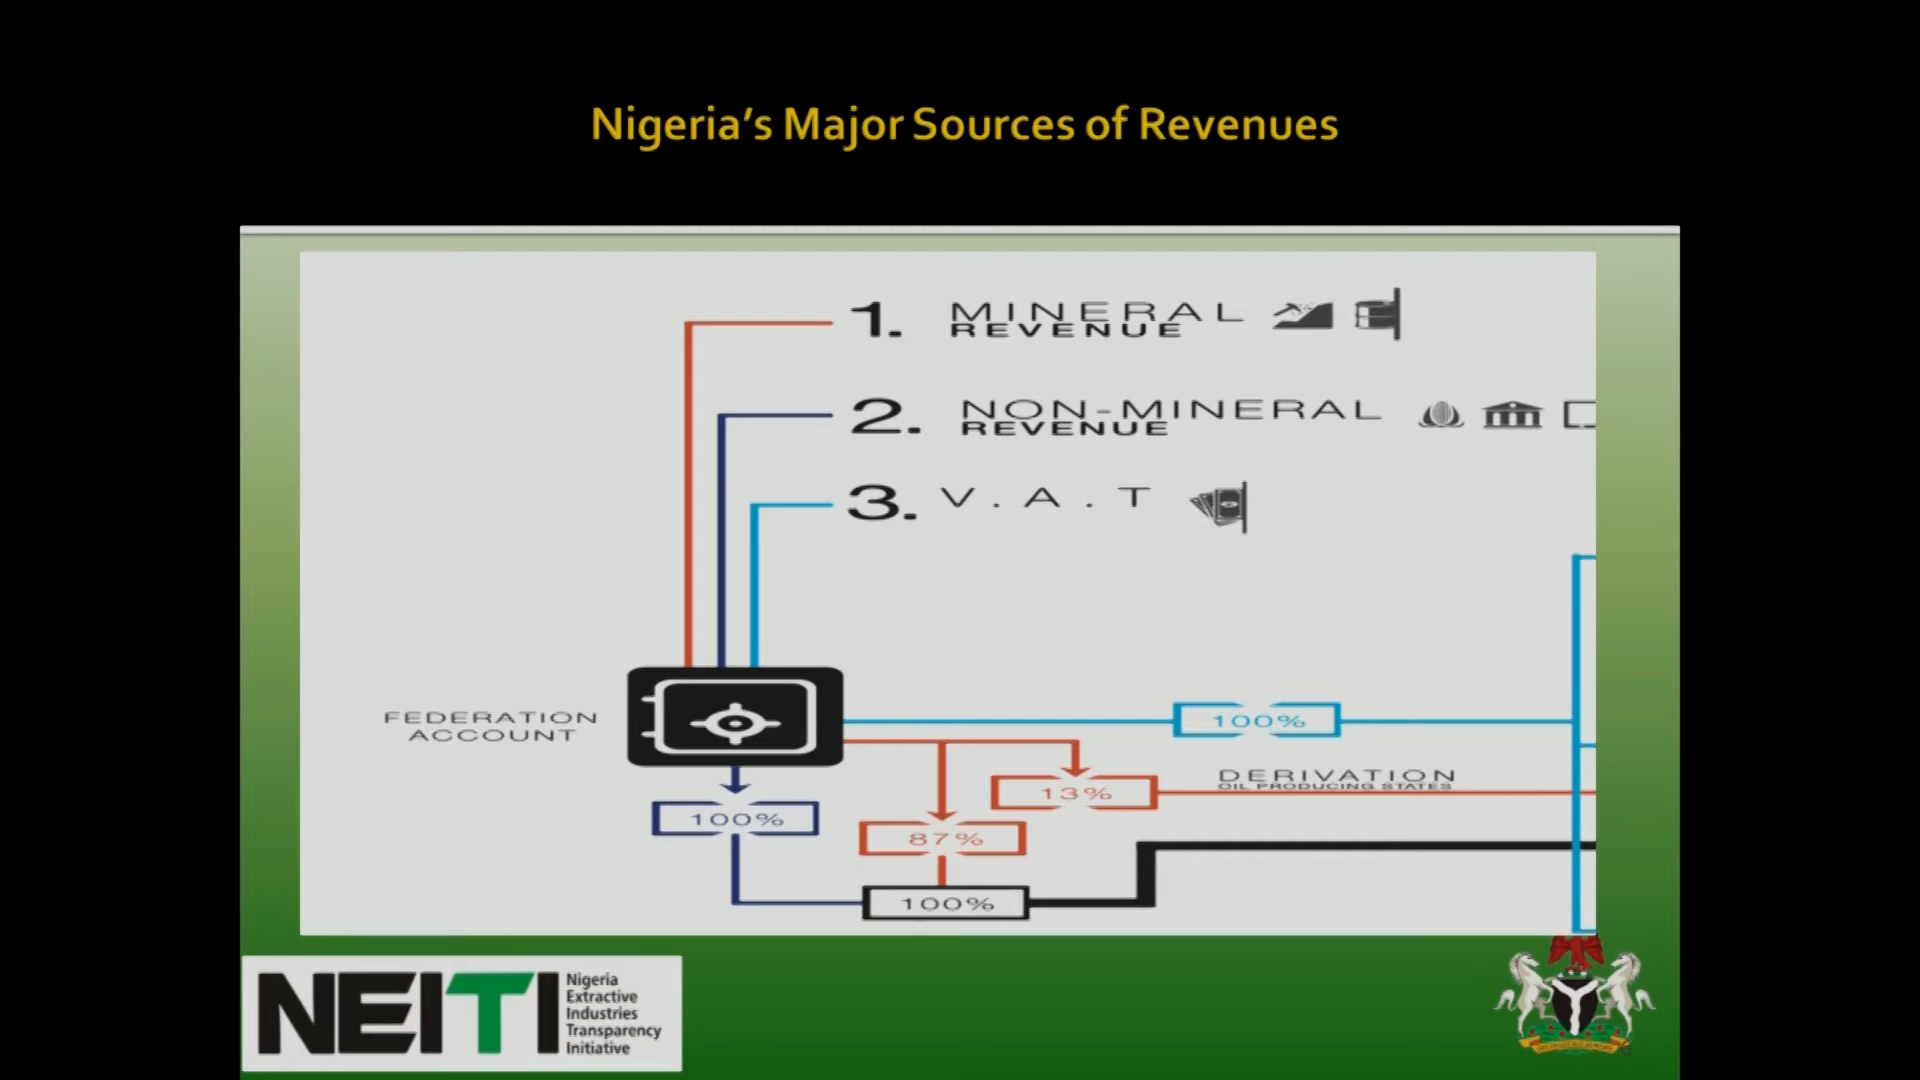 Nigeria's Major Sources of Revenues
1. MINERAL
REVENUE
2. NON-MINERAL
REVENUE
3. V.A.T
FEDERATION
ACCOUNT
100%
DERIVATION
OIL PRODUCING STATES
13%
100%
87%
100%
NEITI
Nigeria
Extractive
Industries
Transparency
Initiative